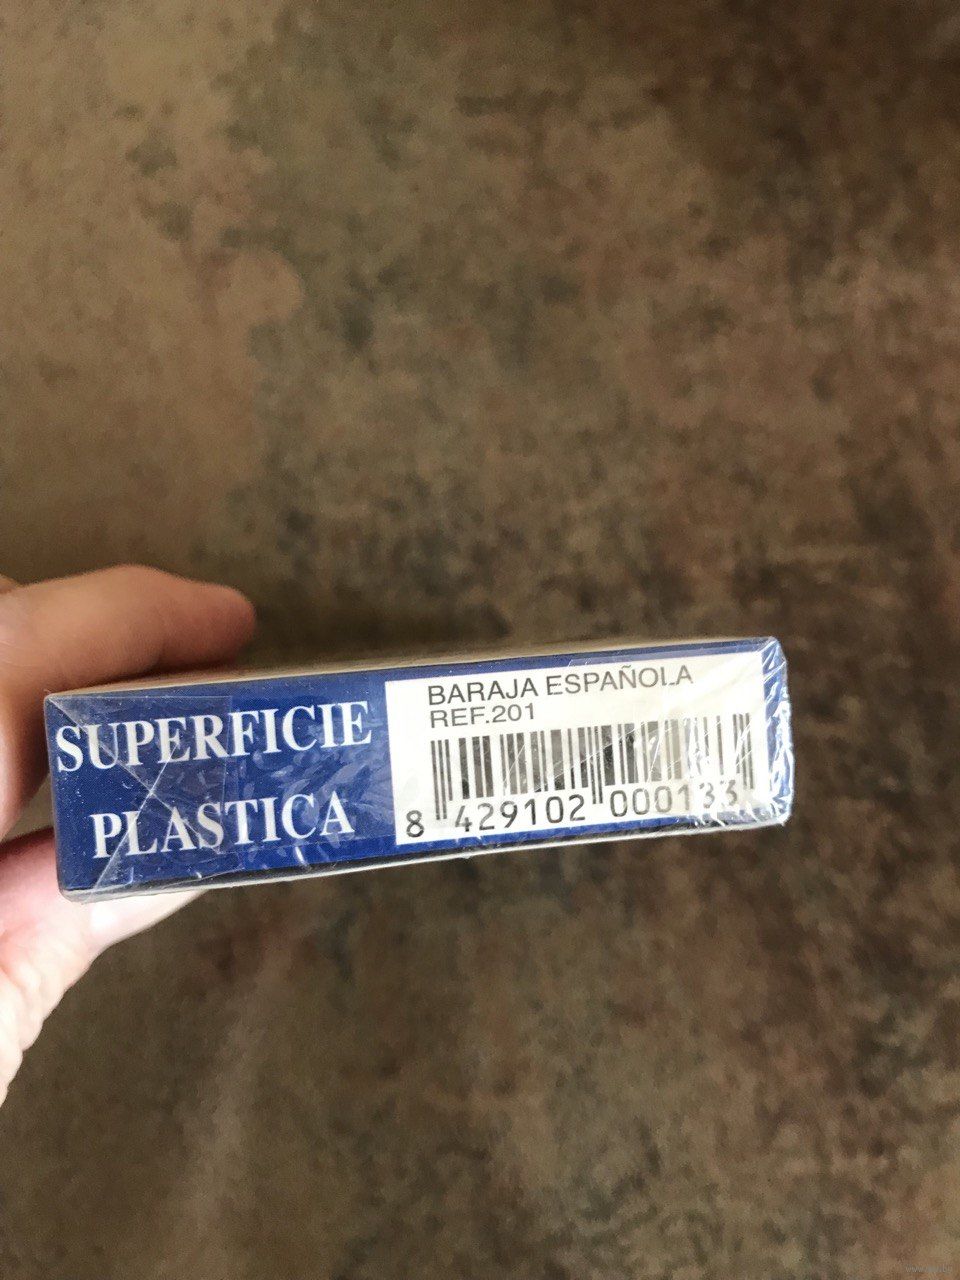 SUPERFICIE
PLASTICA
BARAJA ESPAÑOLA
REF.201
8 429102 000133